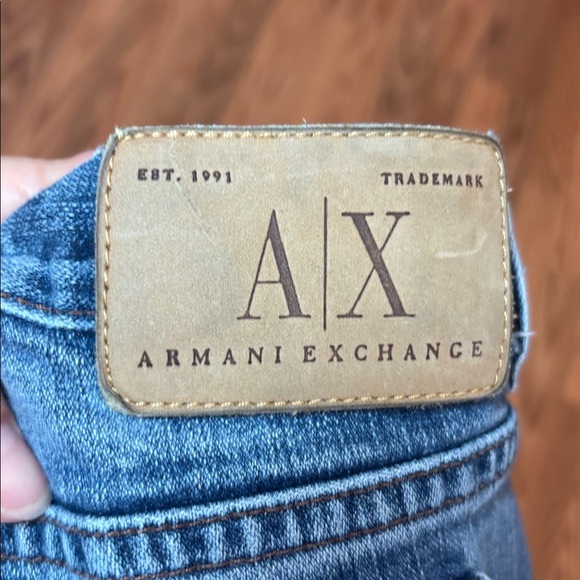 EST. 1991 TRADEMARK
A|X
ARMANI EXCHANGE